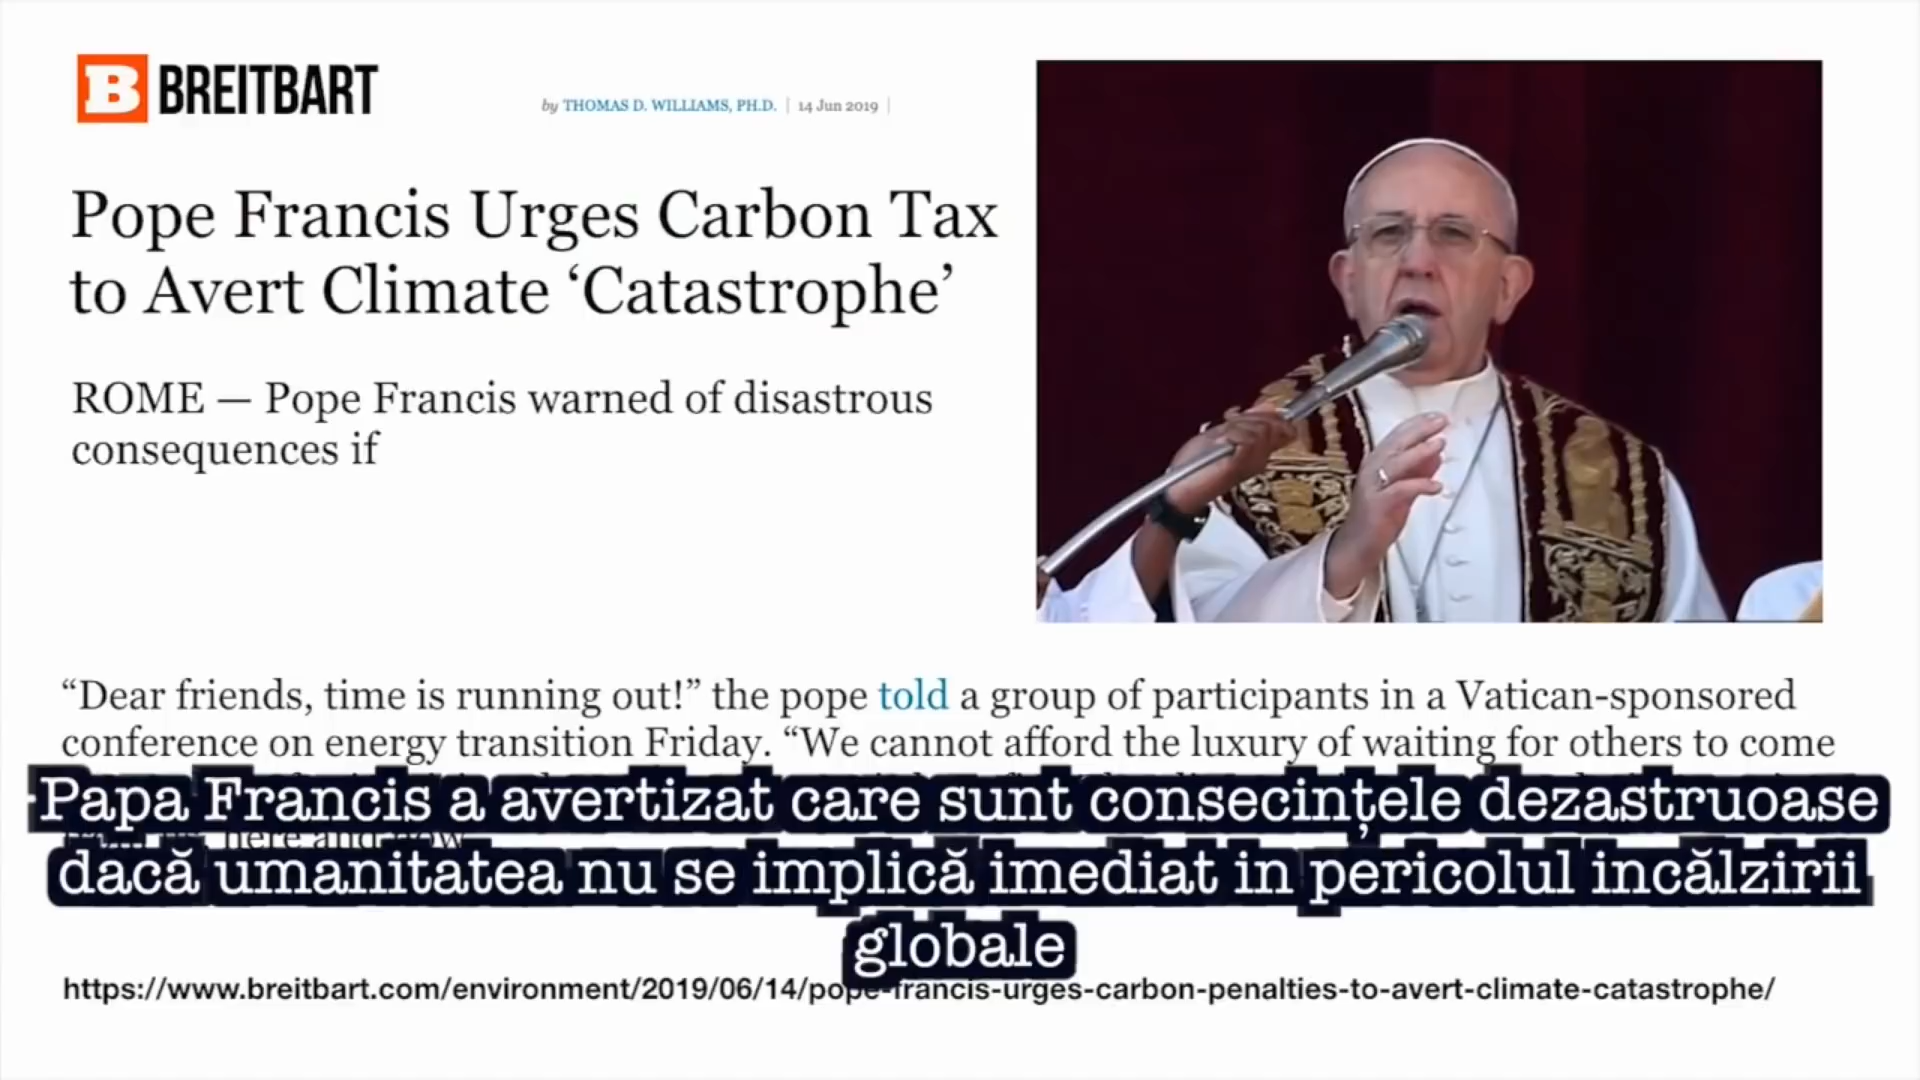 B BREITBART
by THOMAS D. WILLIAMS, PH.D. | 14 Jun 2019 |
Pope Francis Urges Carbon Tax
to Avert Climate ‘Catastrophe’
ROME — Pope Francis warned of disastrous
consequences if
“Dear friends, time is running out!” the pope told a group of participants in a Vatican-sponsored
conference on energy transition Friday. “We cannot afford the luxury of waiting for others to come
here and now
Papa Francis a avertizat care sunt consecințele dezastruoase
dacă umanitatea nu se implică imediat in pericolul incălzirii
globale
https://www.breitbart.com/environment/2019/06/14/pope-francis-urges-carbon-penalties-to-avert-climate-catastrophe/